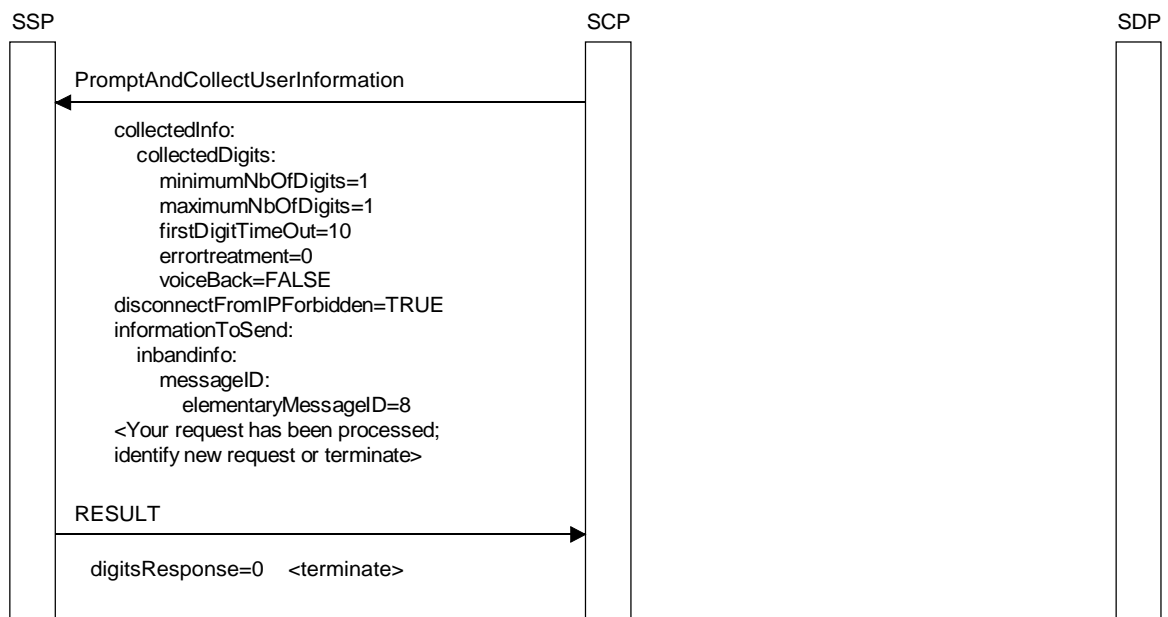 SSP SCP SDP
PromptAndCollectUserInformation
collectedInfo:
collectedDigits:
minimumNbOfDigits=1
maximumNbOfDigits=1
firstDigitTimeOut=10
errortreatment=0
voiceBack=FALSE
disconnectFromIPForbidden=TRUE
informationToSend:
inbandinfo:
messageID:
elementaryMessageID=8
<Your request has been processed;
identify new request or terminate>
RESULT
digitsResponse=0 <terminate>